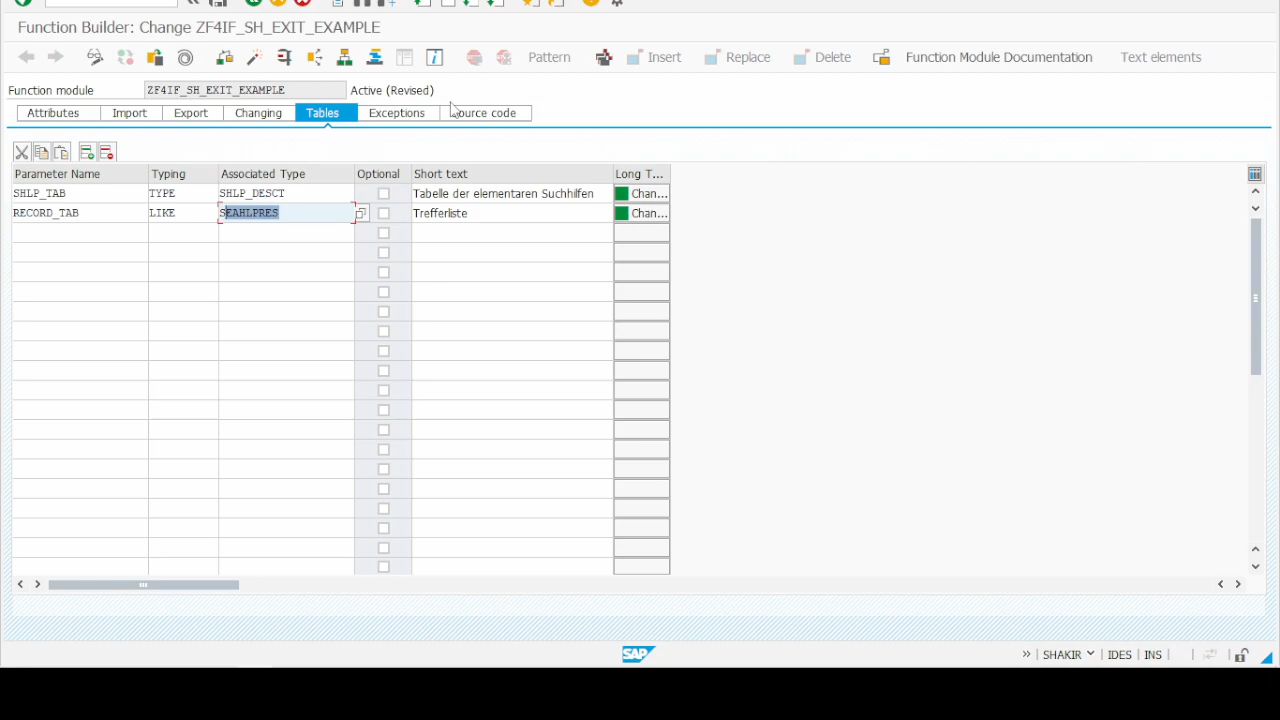 Function Builder: Change ZF4IF_SH_EXIT_EXAMPLE
Pattern Insert Replace Delete Function Module Documentation Text elements
Function module ZF4IF_SH_EXIT_EXAMPLE Active (Revised)
Attributes Import Export Changing Tables Exceptions Source code
Parameter Name Typing Associated Type Optional Short text Long T...
SHLP_TAB TYPE SHLP_DESCT Tabelle der elementaren Suchhilfen Chan...
RECORD_TAB LIKE SEAHLPRES Trefferliste Chan...
SAP SHAKIR IDES INS